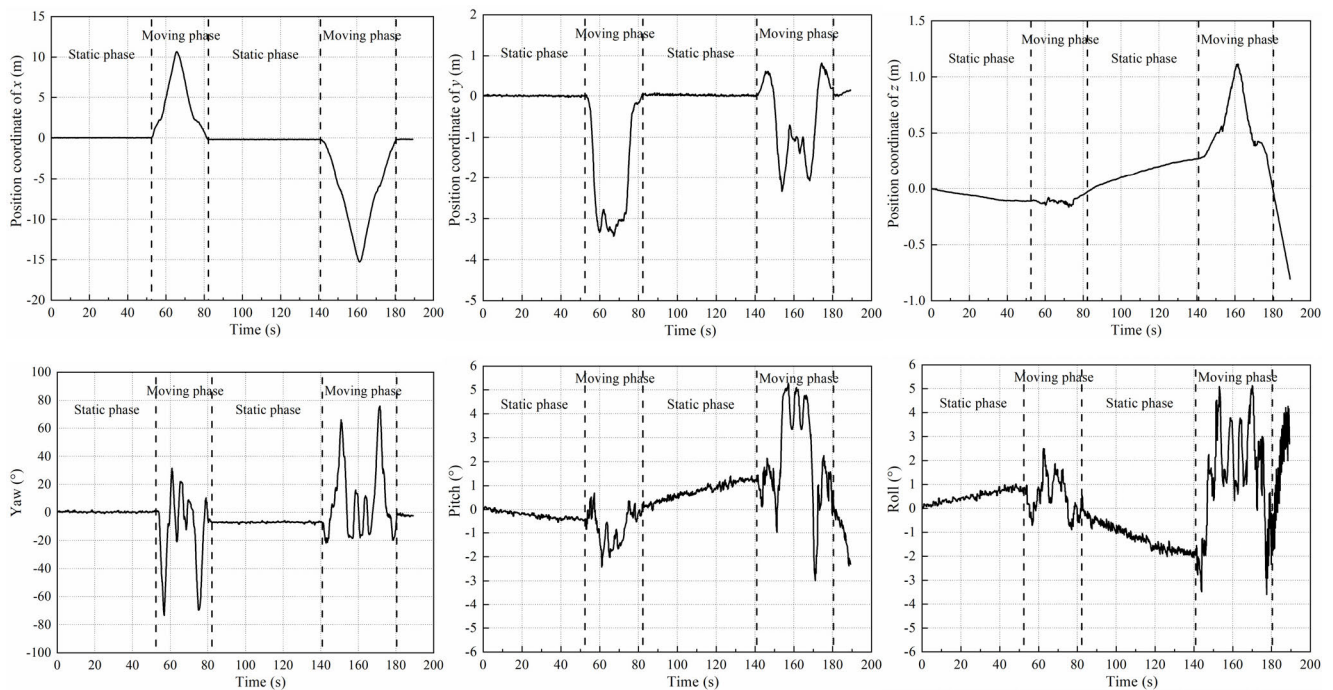 15
10
5
0
-5
-10
-15
-20
Position coordinate of x (m)
Static phase
Moving phase
Static phase
Moving phase
0 20 40 60 80 100 120 140 160 180 200
Time (s)
2
1
0
-1
-2
-3
-4
-5
Position coordinate of y (m)
Static phase
Moving phase
Static phase
Moving phase
0 20 40 60 80 100 120 140 160 180 200
Time (s)
1.5
1.0
0.5
0.0
-0.5
-1.0
Position coordinate of z (m)
Static phase
Moving phase
Static phase
Moving phase
0 20 40 60 80 100 120 140 160 180 200
Time (s)
100
80
60
40
20
0
-20
-40
-60
-80
-100
Yaw (°)
Static phase
Moving phase
Static phase
Moving phase
0 20 40 60 80 100 120 140 160 180 200
Time (s)
6
5
4
3
2
1
0
-1
-2
-3
-4
-5
-6
Pitch (°)
Static phase
Moving phase
Static phase
Moving phase
0 20 40 60 80 100 120 140 160 180 200
Time (s)
6
5
4
3
2
1
0
-1
-2
-3
-4
-5
-6
Roll (°)
Static phase
Moving phase
Static phase
Moving phase
0 20 40 60 80 100 120 140 160 180 200
Time (s)